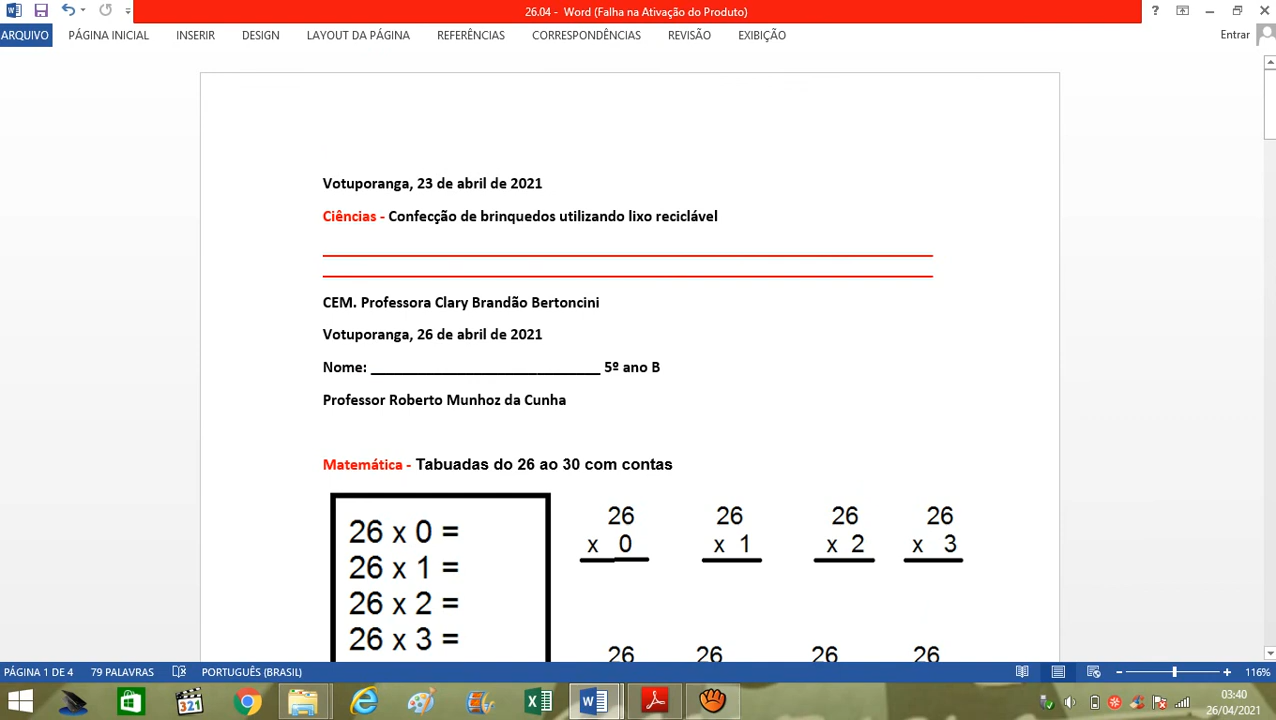 26.04 - Word (Falha na Ativação do Produto)
?
ARQUIVO PÁGINA INICIAL INSERIR DESIGN LAYOUT DA PÁGINA REFERÊNCIAS CORRESPONDÊNCIAS REVISÃO EXIBIÇÃO Entrar
Votuporanga, 23 de abril de 2021
Ciências - Confecção de brinquedos utilizando lixo reciclável
CEM. Professora Clary Brandão Bertoncini
Votuporanga, 26 de abril de 2021
Nome: ___________________________ 5º ano B
Professor Roberto Munhoz da Cunha
Matemática - Tabuadas do 26 ao 30 com contas
26 x 0 =
26 x 1 =
26 x 2 =
26 x 3 =
26 26 26 26
x 0 x 1 x 2 x 3
26 26 26 26
PÁGINA 1 DE 4 79 PALAVRAS PORTUGUÊS (BRASIL) 116%
321
03:40
26/04/2021